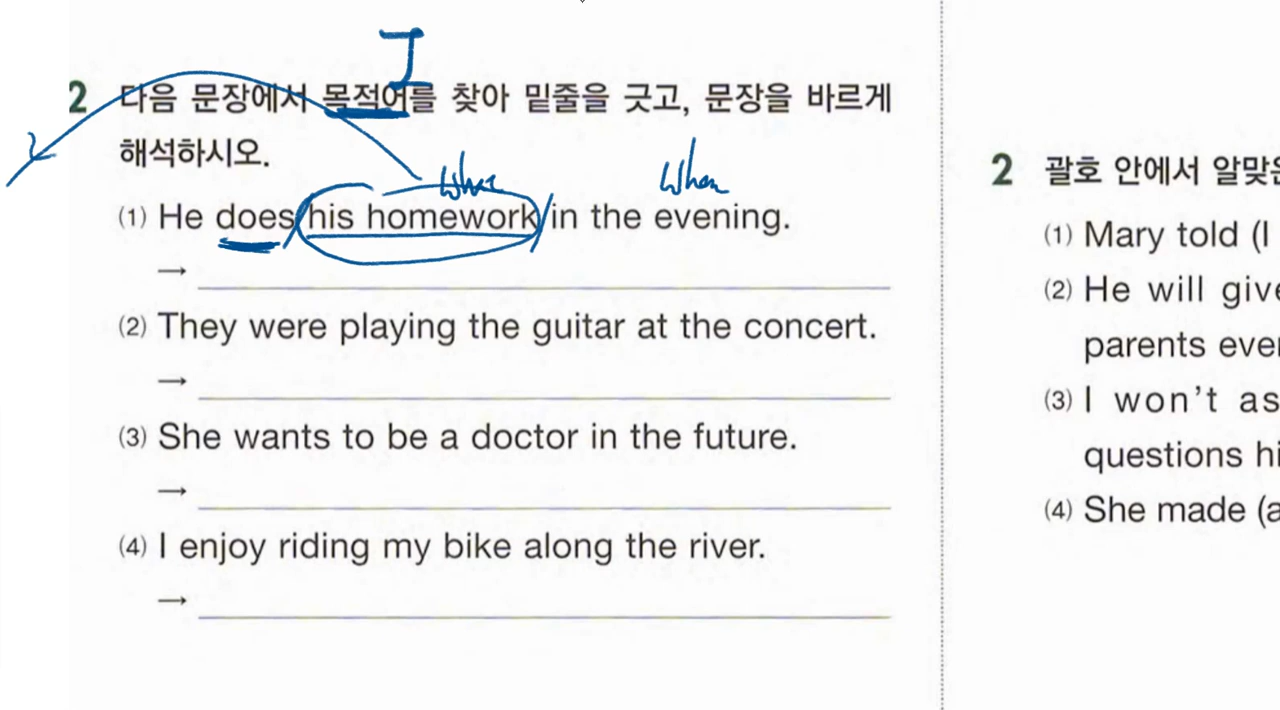 2 다음 문장에서 목적어를 찾아 밑줄을 긋고, 문장을 바르게
해석하시오.
when
(1) He does his homework in the evening.
→
(2) They were playing the guitar at the concert.
→
(3) She wants to be a doctor in the future.
→
(4) I enjoy riding my bike along the river.
→
2 괄호 안에서 알맞은
(1) Mary told (I
(2) He will give
parents ever
(3) I won't as
questions hi
(4) She made (a